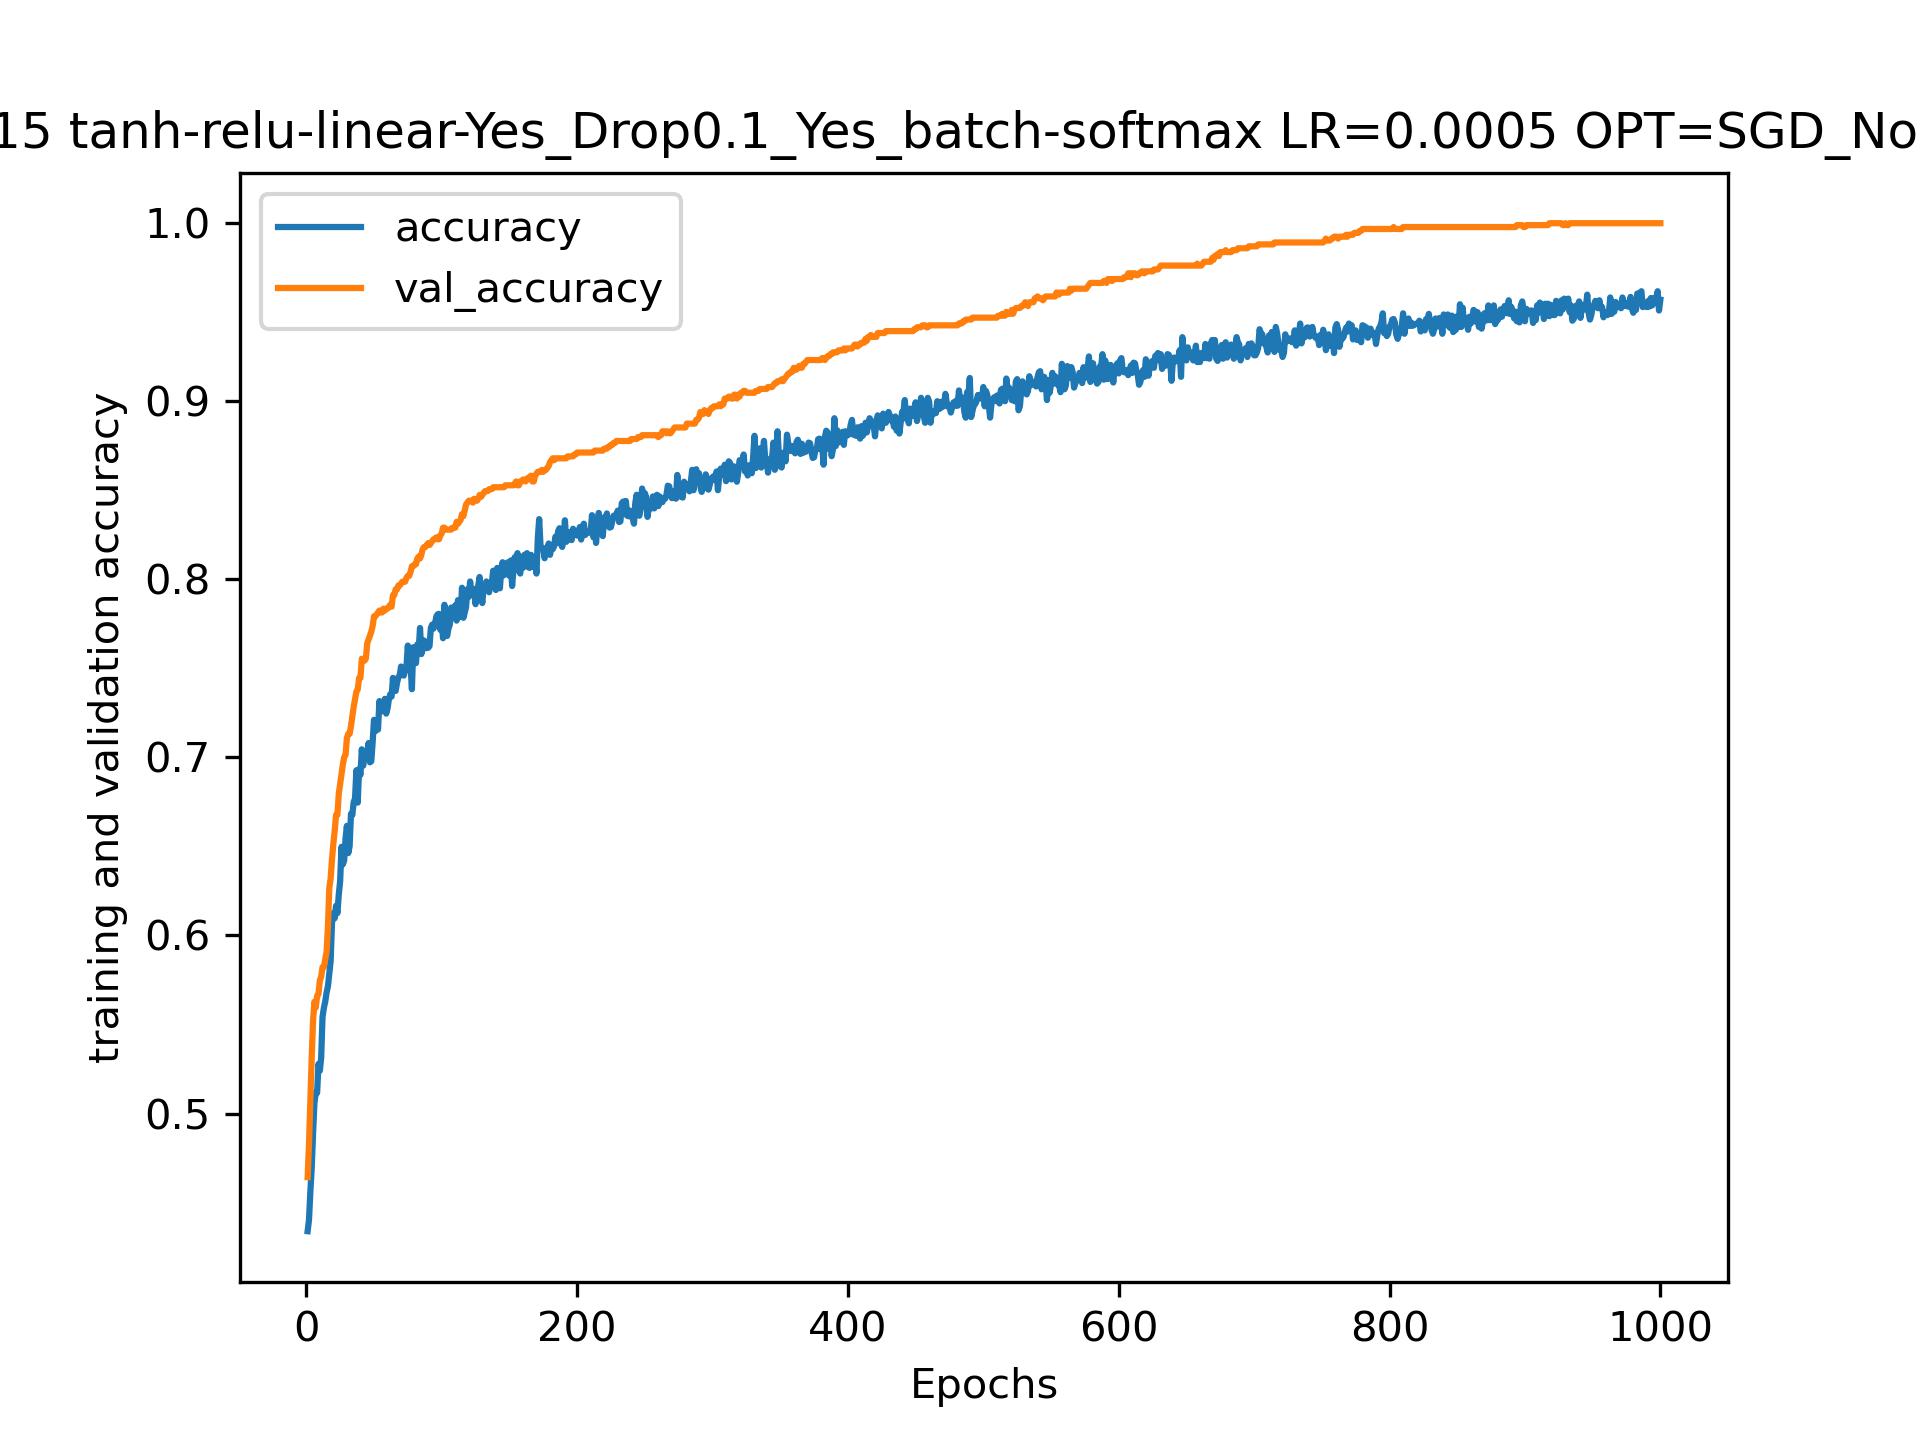 15 tanh-relu-linear-Yes_Drop0.1_Yes_batch-softmax LR=0.0005 OPT=SGD_No
accuracy
val_accuracy
training and validation accuracy
1.0
0.9
0.8
0.7
0.6
0.5
0
200
400
600
800
1000
Epochs